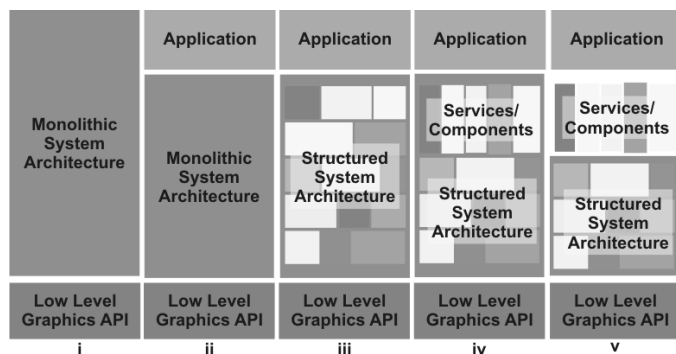 Monolithic
System
Architecture
Low Level
Graphics API
i
Application
Monolithic
System
Architecture
Low Level
Graphics API
ii
Application
Structured
System
Architecture
Low Level
Graphics API
iii
Application
Services/
Components
Structured
System
Architecture
Low Level
Graphics API
iv
Application
Services/
Components
Structured
System
Architecture
Low Level
Graphics API
v